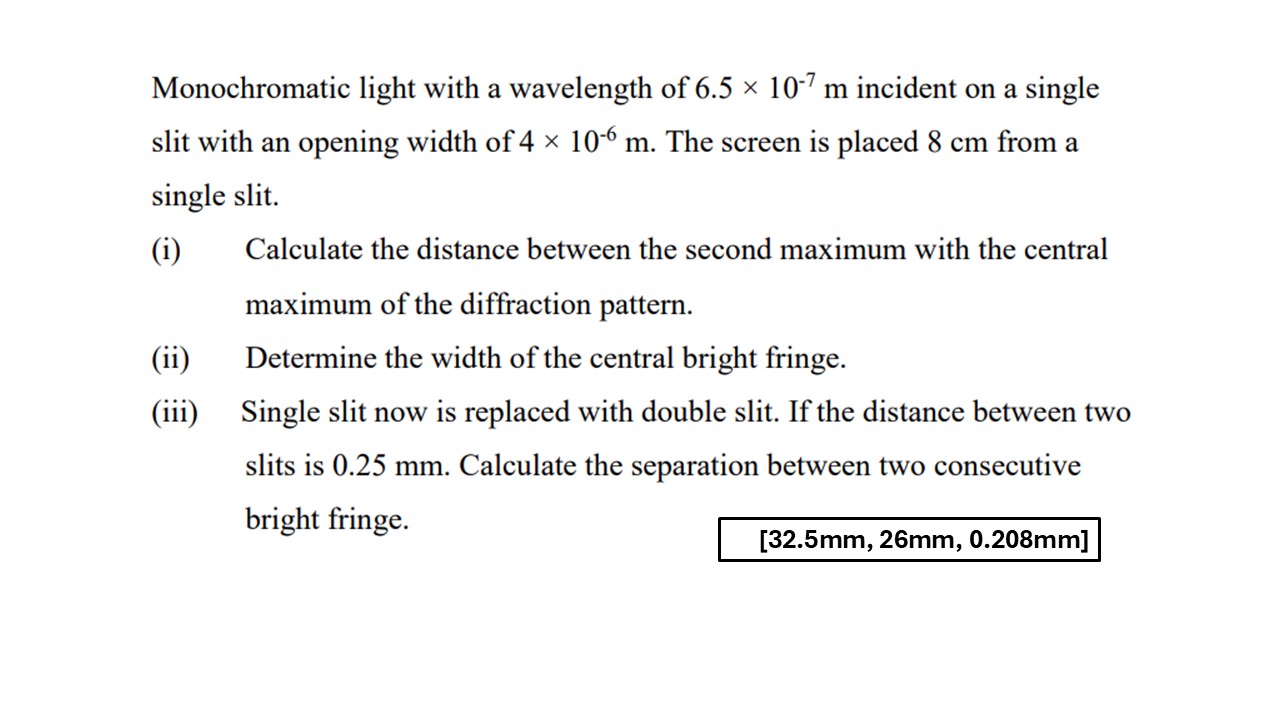 Monochromatic light with a wavelength of 6.5 × 10⁻⁷ m incident on a single
slit with an opening width of 4 × 10⁻⁶ m. The screen is placed 8 cm from a
single slit.
(i) Calculate the distance between the second maximum with the central
maximum of the diffraction pattern.
(ii) Determine the width of the central bright fringe.
(iii) Single slit now is replaced with double slit. If the distance between two
slits is 0.25 mm. Calculate the separation between two consecutive
bright fringe.
[32.5mm, 26mm, 0.208mm]